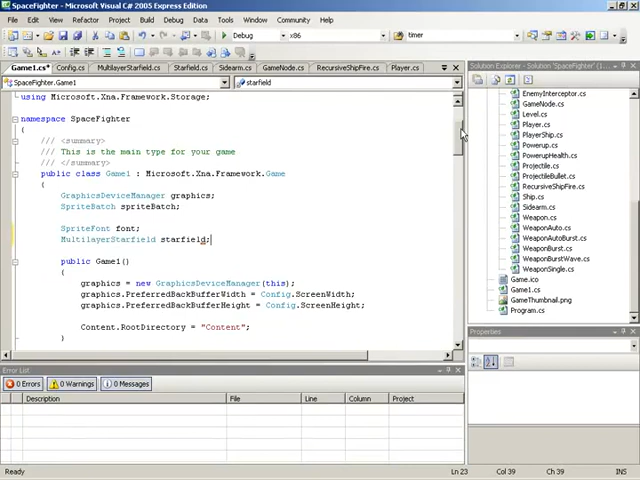 SpaceFighter - Microsoft Visual C# 2005 Express Edition
File Edit View Refactor Project Build Debug Data Tools Window Community Help
Debug x86 timer
Game1.cs* Config.cs MultilayerStarfield.cs Starfield.cs Sidearm.cs GameNode.cs RecursiveShipFire.cs Player.cs
SpaceFighter.Game1 starfield
using Microsoft.Xna.Framework.Storage;
namespace SpaceFighter
{
/// <summary>
/// This is the main type for your game
/// </summary>
public class Game1 : Microsoft.Xna.Framework.Game
{
GraphicsDeviceManager graphics;
SpriteBatch spriteBatch;
SpriteFont font;
MultilayerStarfield starfield;
public Game1()
{
graphics = new GraphicsDeviceManager(this);
graphics.PreferredBackBufferWidth = Config.ScreenWidth;
graphics.PreferredBackBufferHeight = Config.ScreenHeight;
Content.RootDirectory = "Content";
}
Solution Explorer - Solution 'SpaceFighter' (1...
EnemyInterceptor.cs
GameNode.cs
Level.cs
Player.cs
PlayerShip.cs
Powerup.cs
PowerupHealth.cs
Projectile.cs
ProjectileBullet.cs
RecursiveShipFire.cs
Ship.cs
Sidearm.cs
Weapon.cs
WeaponAuto.cs
WeaponAutoBurst.cs
WeaponBurst.cs
WeaponBurstWave.cs
WeaponSingle.cs
Game.ico
Game1.cs
GameThumbnail.png
Program.cs
Properties
Error List
0 Errors 0 Warnings 0 Messages
Description File Line Column Project
Ready Ln 23 Col 39 Ch 39 INS